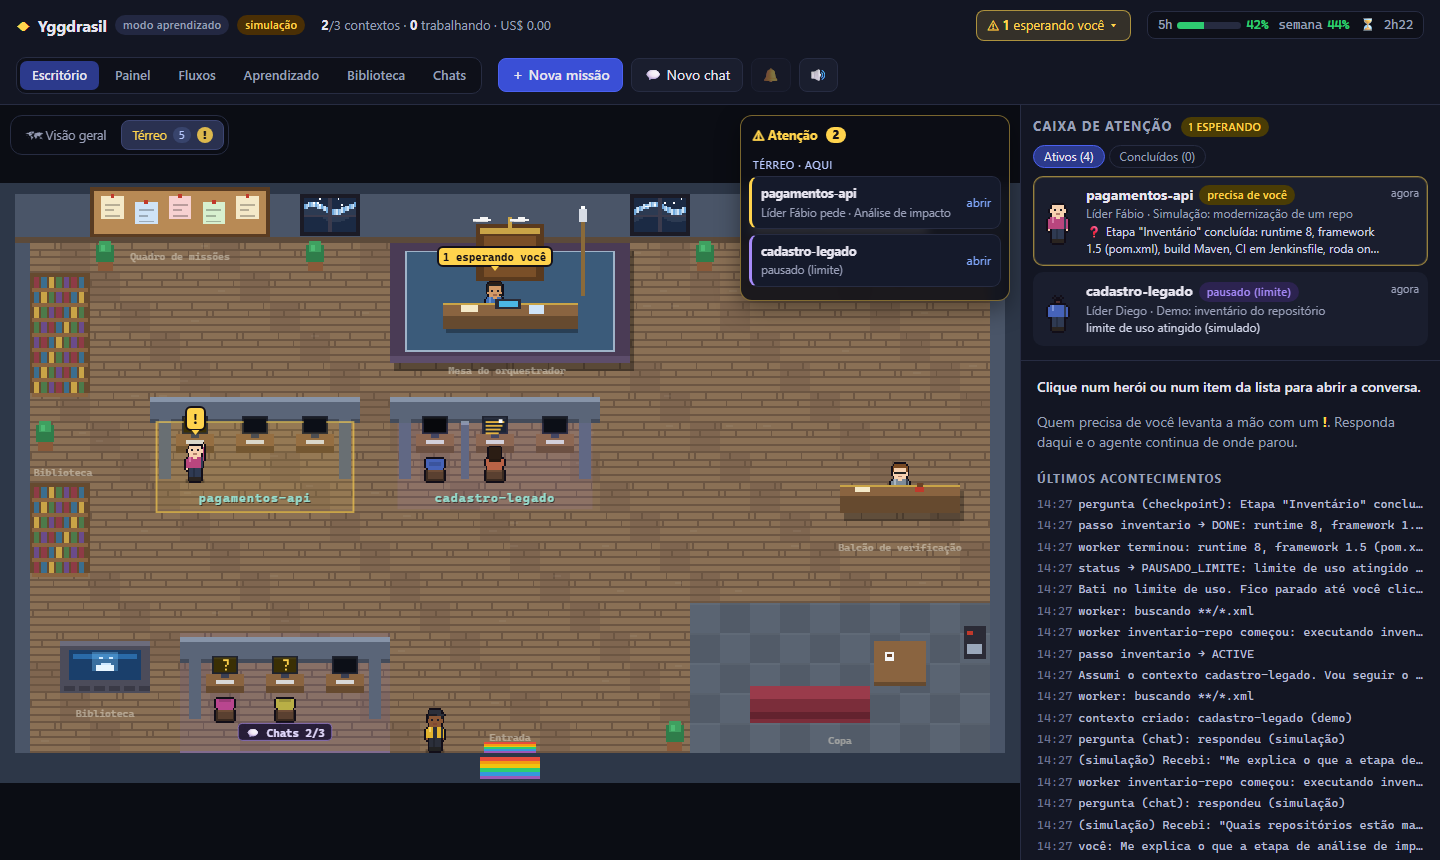 Yggdrasil
modo aprendizado
simulação
2/3 contextos · 0 trabalhando · US$ 0.00
1 esperando você
5h 42% semana 44% 2h22
Escritório
Painel
Fluxos
Aprendizado
Biblioteca
Chats
+ Nova missão
Novo chat
Visão geral
Térreo 5 !
Atenção 2
TÉRREO · AQUI
pagamentos-api
Líder Fábio pede · Análise de impacto
abrir
cadastro-legado
pausado (limite)
abrir
Quadro de missões
1 esperando você
Mesa do orquestrador
!
pagamentos-api
cadastro-legado
Biblioteca
Balcão de verificação
? ?
Biblioteca
Chats 2/3
Entrada
Copa
CAIXA DE ATENÇÃO
1 ESPERANDO
Ativos (4)
Concluídos (0)
pagamentos-api precisa de você agora
Líder Fábio · Simulação: modernização de um repo
❓ Etapa "Inventário" concluída: runtime 8, framework
1.5 (pom.xml), build Maven, CI em Jenkinsfile, roda on…
cadastro-legado pausado (limite) agora
Líder Diego · Demo: inventário do repositório
limite de uso atingido (simulado)
Clique num herói ou num item da lista para abrir a conversa.
Quem precisa de você levanta a mão com um !. Responda
daqui e o agente continua de onde parou.
ÚLTIMOS ACONTECIMENTOS
14:27 pergunta (checkpoint): Etapa "Inventário" conclu…
14:27 passo inventario → DONE: runtime 8, framework 1.…
14:27 worker terminou: runtime 8, framework 1.5 (pom.x…
14:27 status → PAUSADO_LIMITE: limite de uso atingido …
14:27 Bati no limite de uso. Fico parado até você clic…
14:27 worker: buscando **/*.xml
14:27 worker inventario-repo começou: executando inven…
14:27 passo inventario → ACTIVE
14:27 Assumi o contexto cadastro-legado. Vou seguir o …
14:27 worker: buscando **/*.xml
14:27 contexto criado: cadastro-legado (demo)
14:27 pergunta (chat): respondeu (simulação)
14:27 (simulação) Recebi: "Me explica o que a etapa de…
14:27 worker inventario-repo começou: executando inven…
14:27 pergunta (chat): respondeu (simulação)
14:27 (simulação) Recebi: "Quais repositórios estão ma…
14:27 você: Me explica o que a etapa de análise de imp…